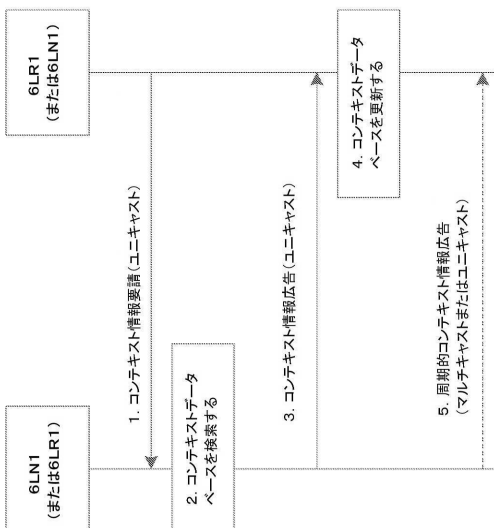 6LN1
(または6LR1)
6LR1
(または6LN1)
1. コンテキスト情報要請(ユニキャスト)
2. コンテキストデータ
ベースを検索する
3. コンテキスト情報広告(ユニキャスト)
4. コンテキストデータ
ベースを更新する
5. 周期的コンテキスト情報広告
(マルチキャストまたはユニキャスト)